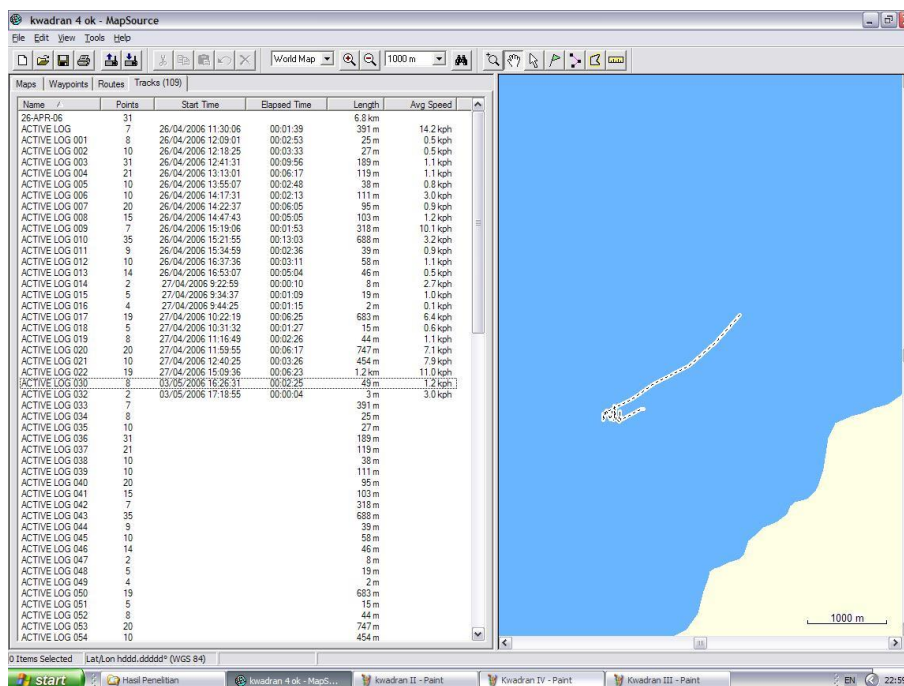 kwadran 4 ok - MapSource
File Edit View Tools Help
World Map 1000 m
Maps Waypoints Routes Tracks (109)
Name Points Start Time Elapsed Time Length Avg Speed
26-APR-06 31 6.8 km
ACTIVE LOG 7 26/04/2006 11:30:06 00:01:39 391 m 14.2 kph
ACTIVE LOG 001 8 26/04/2006 12:09:01 00:02:53 25 m 0.5 kph
ACTIVE LOG 002 10 26/04/2006 12:18:25 00:03:33 27 m 0.5 kph
ACTIVE LOG 003 31 26/04/2006 12:41:31 00:09:56 189 m 1.1 kph
ACTIVE LOG 004 21 26/04/2006 13:13:01 00:06:17 119 m 1.1 kph
ACTIVE LOG 005 10 26/04/2006 13:55:07 00:02:48 38 m 0.8 kph
ACTIVE LOG 006 10 26/04/2006 14:17:31 00:02:13 111 m 3.0 kph
ACTIVE LOG 007 20 26/04/2006 14:22:37 00:06:05 95 m 0.9 kph
ACTIVE LOG 008 15 26/04/2006 14:47:43 00:05:05 103 m 1.2 kph
ACTIVE LOG 009 7 26/04/2006 15:19:06 00:01:53 318 m 10.1 kph
ACTIVE LOG 010 35 26/04/2006 15:21:55 00:13:03 688 m 3.2 kph
ACTIVE LOG 011 9 26/04/2006 15:34:59 00:02:36 39 m 0.9 kph
ACTIVE LOG 012 10 26/04/2006 16:37:36 00:03:11 58 m 1.1 kph
ACTIVE LOG 013 14 26/04/2006 16:53:07 00:05:04 46 m 0.5 kph
ACTIVE LOG 014 2 27/04/2006 9:22:59 00:00:10 8 m 2.7 kph
ACTIVE LOG 015 5 27/04/2006 9:34:37 00:01:09 19 m 1.0 kph
ACTIVE LOG 016 4 27/04/2006 9:44:25 00:01:15 2 m 0.1 kph
ACTIVE LOG 017 19 27/04/2006 10:22:19 00:06:25 683 m 6.4 kph
ACTIVE LOG 018 5 27/04/2006 10:31:32 00:01:27 15 m 0.6 kph
ACTIVE LOG 019 8 27/04/2006 11:16:49 00:02:26 44 m 1.1 kph
ACTIVE LOG 020 20 27/04/2006 11:59:55 00:06:17 747 m 7.1 kph
ACTIVE LOG 021 10 27/04/2006 12:40:25 00:03:26 454 m 7.9 kph
ACTIVE LOG 022 19 27/04/2006 15:09:36 00:06:23 1.2 km 11.0 kph
ACTIVE LOG 030 8 03/05/2006 16:26:31 00:02:25 49 m 1.2 kph
ACTIVE LOG 032 2 03/05/2006 17:18:55 00:00:04 3 m 3.0 kph
ACTIVE LOG 033 7 391 m
ACTIVE LOG 034 8 25 m
ACTIVE LOG 035 10 27 m
ACTIVE LOG 036 31 189 m
ACTIVE LOG 037 21 119 m
ACTIVE LOG 038 10 38 m
ACTIVE LOG 039 10 111 m
ACTIVE LOG 040 20 95 m
ACTIVE LOG 041 15 103 m
ACTIVE LOG 042 7 318 m
ACTIVE LOG 043 35 688 m
ACTIVE LOG 044 9 39 m
ACTIVE LOG 045 10 58 m
ACTIVE LOG 046 14 46 m
ACTIVE LOG 047 2 8 m
ACTIVE LOG 048 5 19 m
ACTIVE LOG 049 4 2 m
ACTIVE LOG 050 19 683 m
ACTIVE LOG 051 5 15 m
ACTIVE LOG 052 8 44 m
ACTIVE LOG 053 20 747 m
ACTIVE LOG 054 10 454 m
1000 m
0 Items Selected Lat/Lon hddd.ddddd° (WGS 84)
start Hasil Penelitian kwadran 4 ok - MapS... kwadran II - Paint Kwadran IV - Paint Kwadran III - Paint EN 22:59